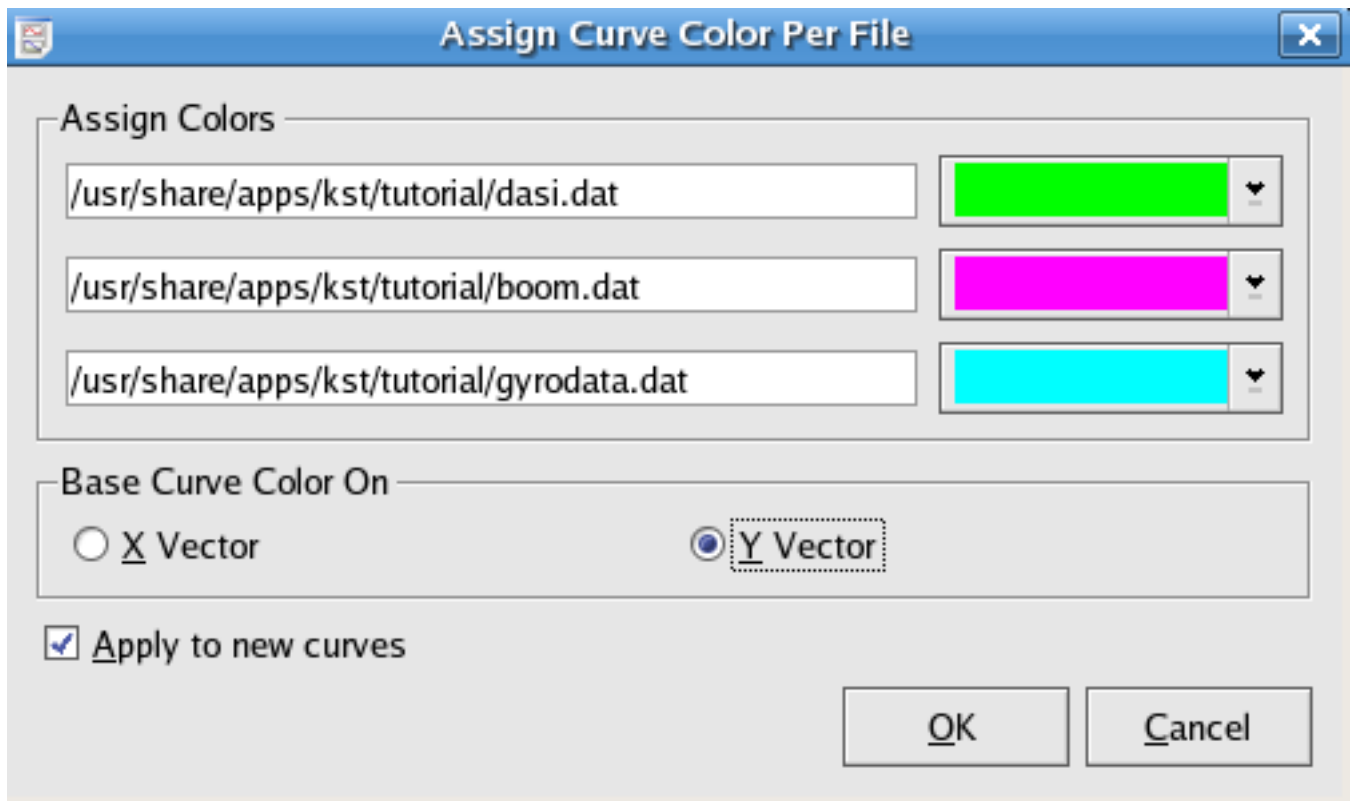 Assign Curve Color Per File
Assign Colors
/usr/share/apps/kst/tutorial/dasi.dat
/usr/share/apps/kst/tutorial/boom.dat
/usr/share/apps/kst/tutorial/gyrodata.dat
Base Curve Color On
X Vector Y Vector
Apply to new curves
OK Cancel